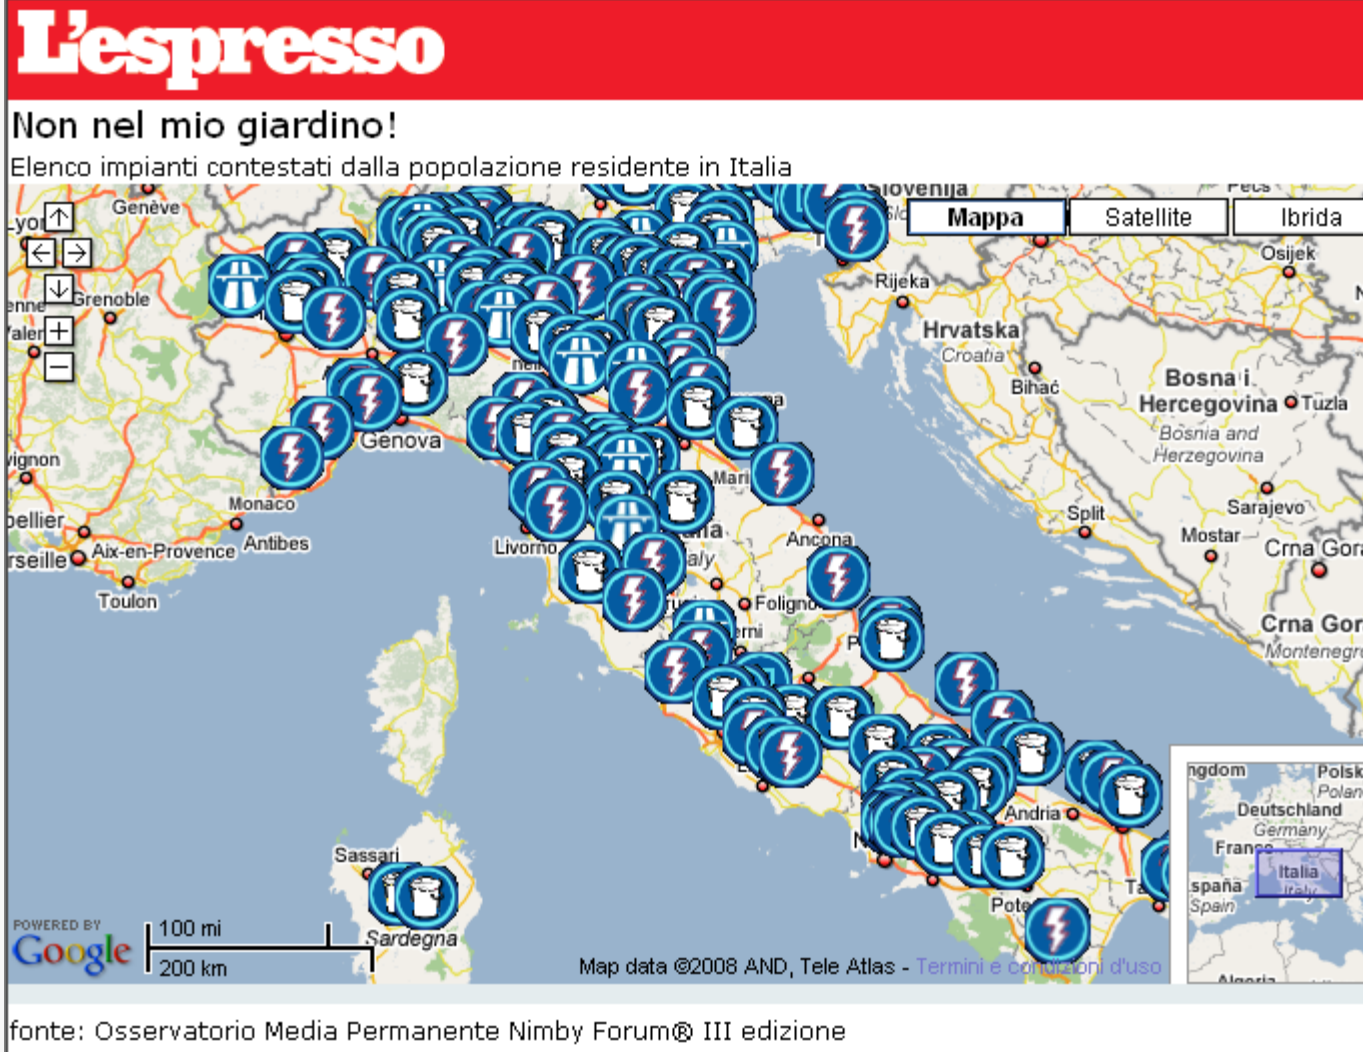 L'espresso
Non nel mio giardino!
Elenco impianti contestati dalla popolazione residente in Italia
Genève
Slovenija
Mappa
Satellite
Ibrida
Osijek
Grenoble
Rijeka
Hrvatska
Croatia
Bihać
Bosna i
Hercegovina
Tuzla
Bosnia and
Herzegovina
Genova
Monaco
Sarajevo
Split
Mostar
Antibes
Aix-en-Provence
Livorno
Ancona
Toulon
Foligno
Montenegro
Andria
Sassari
Sardegna
POWERED BY
Google
100 mi
200 km
Map data ©2008 AND, Tele Atlas - Termini e condizioni d'uso
Deutschland
Germany
Italia
Italy
Spain
fonte: Osservatorio Media Permanente Nimby Forum® III edizione